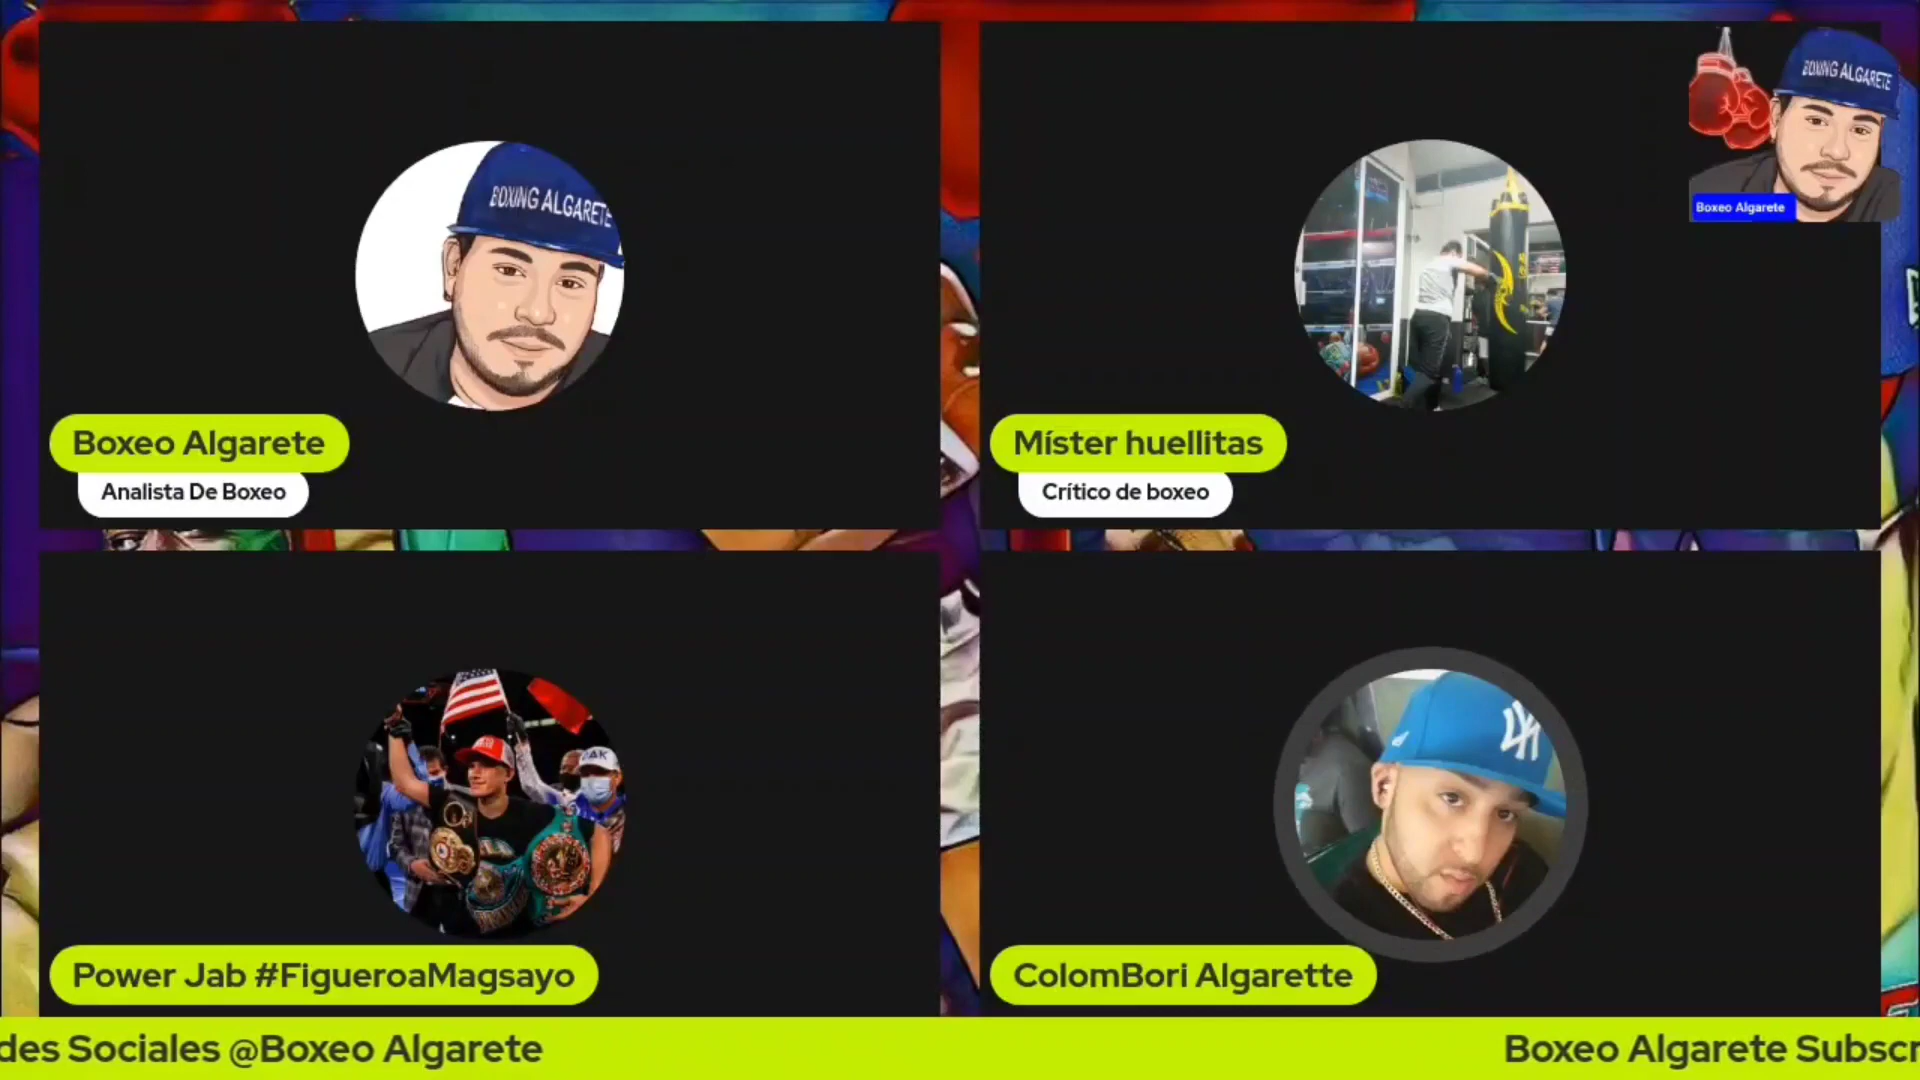 BOXING ALGARETE
Boxeo Algarete
Analista De Boxeo
Míster huellitas
Crítico de boxeo
BOXING ALGARETE
Boxeo Algarete
Power Jab #FigueroaMagsayo
ColomBori Algarette
des Sociales @Boxeo Algarete
Boxeo Algarete Subscr